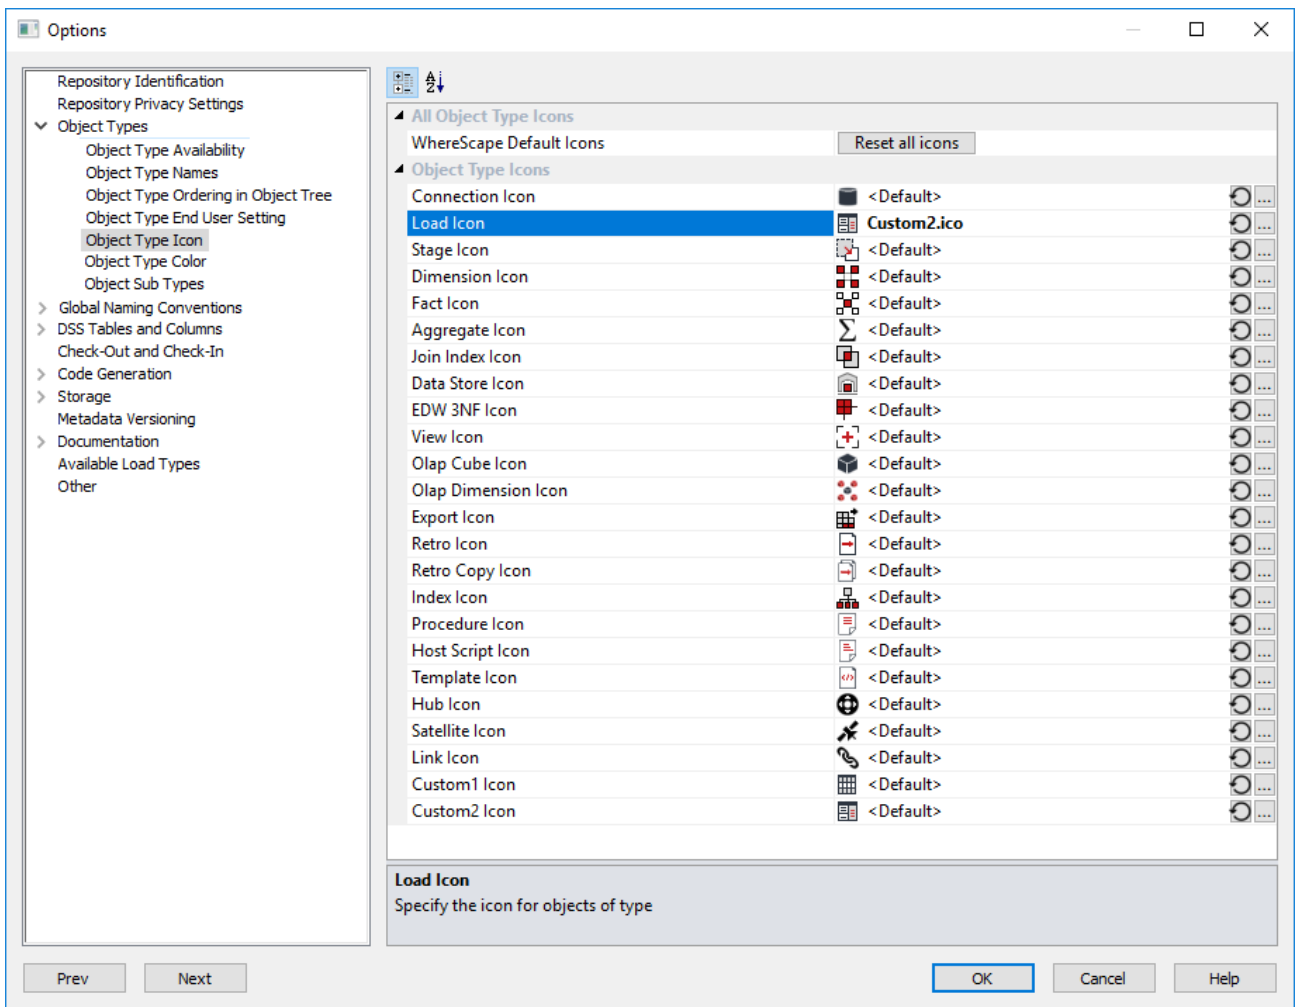 Options
Repository Identification
Repository Privacy Settings
Object Types
Object Type Availability
Object Type Names
Object Type Ordering in Object Tree
Object Type End User Setting
Object Type Icon
Object Type Color
Object Sub Types
Global Naming Conventions
DSS Tables and Columns
Check-Out and Check-In
Code Generation
Storage
Metadata Versioning
Documentation
Available Load Types
Other
All Object Type Icons
WhereScape Default Icons Reset all icons
Object Type Icons
Connection Icon <Default> ...
Load Icon Custom2.ico ...
Stage Icon <Default> ...
Dimension Icon <Default> ...
Fact Icon <Default> ...
Aggregate Icon <Default> ...
Join Index Icon <Default> ...
Data Store Icon <Default> ...
EDW 3NF Icon <Default> ...
View Icon <Default> ...
Olap Cube Icon <Default> ...
Olap Dimension Icon <Default> ...
Export Icon <Default> ...
Retro Icon <Default> ...
Retro Copy Icon <Default> ...
Index Icon <Default> ...
Procedure Icon <Default> ...
Host Script Icon <Default> ...
Template Icon <Default> ...
Hub Icon <Default> ...
Satellite Icon <Default> ...
Link Icon <Default> ...
Custom1 Icon <Default> ...
Custom2 Icon <Default> ...
Load Icon
Specify the icon for objects of type
Prev Next OK Cancel Help